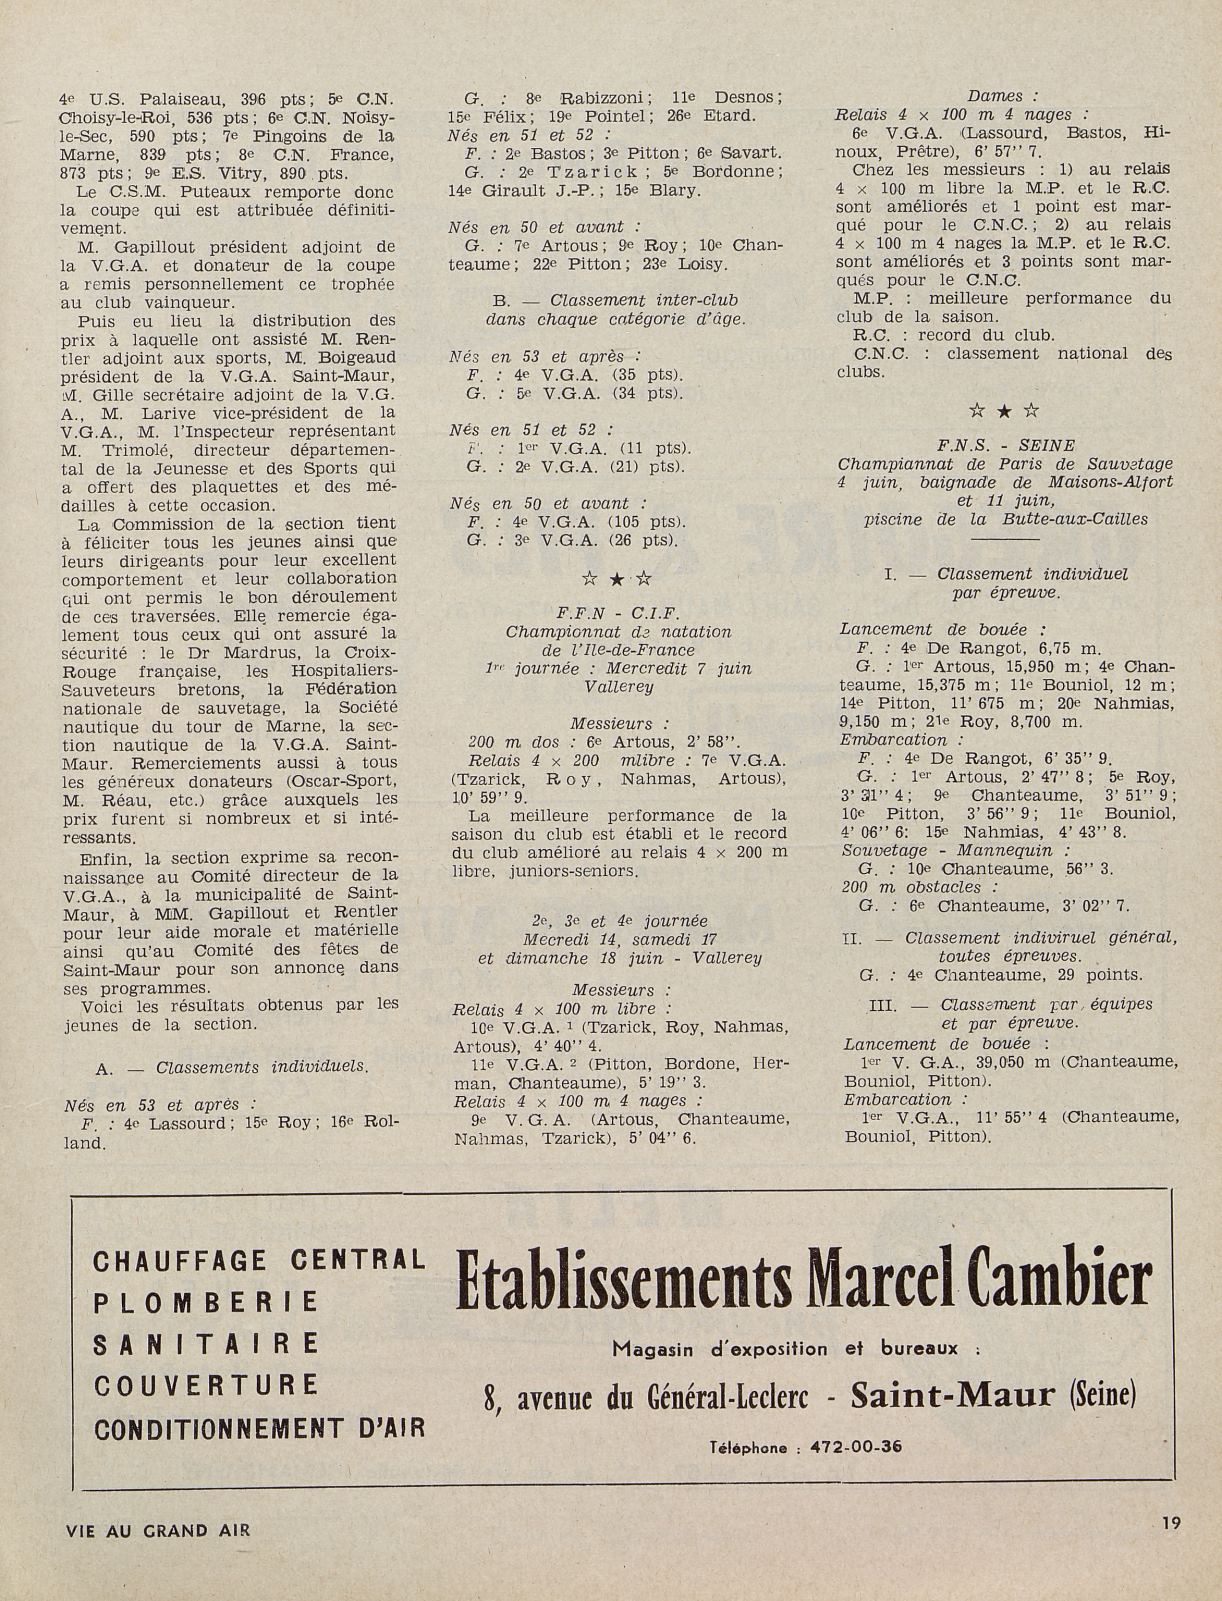 4e U.S. Palaiseau, 396 pts; 5e C.N.
Choisy-le-Roi, 536 pts; 6e C.N. Noisy-
le-Sec, 590 pts; 7e Pingoins de la
Marne, 839 pts; 8e C.N. France,
873 pts; 9e E.S. Vitry, 890 pts.
Le C.S.M. Puteaux remporte donc
la coupe qui est attribuée définiti-
vement.
M. Gapillout président adjoint de
la V.G.A. et donateur de la coupe
a remis personnellement ce trophée
au club vainqueur.
Puis eu lieu la distribution des
prix à laquelle ont assisté M. Ren-
tler adjoint aux sports, M. Boigeaud
président de la V.G.A. Saint-Maur,
M. Gille secrétaire adjoint de la V.G.
A., M. Larive vice-président de la
V.G.A., M. l'Inspecteur représentant
M. Trimolé, directeur départemen-
tal de la Jeunesse et des Sports qui
a offert des plaquettes et des mé-
dailles à cette occasion.
La Commission de la section tient
à féliciter tous les jeunes ainsi que
leurs dirigeants pour leur excellent
comportement et leur collaboration
qui ont permis le bon déroulement
de ces traversées. Elle remercie éga-
lement tous ceux qui ont assuré la
sécurité : le Dr Mardrus, la Croix-
Rouge française, les Hospitaliers-
Sauveteurs bretons, la Fédération
nationale de sauvetage, la Société
nautique du tour de Marne, la sec-
tion nautique de la V.G.A. Saint-
Maur. Remerciements aussi à tous
les généreux donateurs (Oscar-Sport,
M. Réau, etc.) grâce auxquels les
prix furent si nombreux et si inté-
ressants.
Enfin, la section exprime sa recon-
naissance au Comité directeur de la
V.G.A., à la municipalité de Saint-
Maur, à MM. Gapillout et Rentler
pour leur aide morale et matérielle
ainsi qu'au Comité des fêtes de
Saint-Maur pour son annonce dans
ses programmes.
Voici les résultats obtenus par les
jeunes de la section.
A. — Classements individuels.
Nés en 53 et après :
F. : 4e Lassourd; 15e Roy; 16e Rol-
land.
G. : 8e Rabizzoni; 11e Desnos;
15e Félix; 19e Pointel; 26e Etard.
Nés en 51 et 52 :
F. : 2e Bastos; 3e Pitton; 6e Savart.
G. : 2e Tzarick; 5e Bordonne;
14e Girault J.-P.; 15e Blary.
Nés en 50 et avant :
G. : 7e Artous; 9e Roy; 10e Chan-
teaume; 22e Pitton; 23e Loisy.
B. — Classement inter-club
dans chaque catégorie d'âge.
Nés en 53 et après :
F. : 4e V.G.A. (35 pts).
G. : 5e V.G.A. (34 pts).
Nés en 51 et 52 :
F. : 1er V.G.A. (11 pts).
G. : 2e V.G.A. (21) pts).
Nés en 50 et avant :
F. : 4e V.G.A. (105 pts).
G. : 3e V.G.A. (26 pts).
☆ ★ ☆
F.F.N - C.I.F.
Championnat de natation
de l'Ile-de-France
1re journée : Mercredi 7 juin
Vallerey
Messieurs :
200 m dos : 6e Artous, 2' 58''.
Relais 4 x 200 mlibre : 7e V.G.A.
(Tzarick, Roy, Nahmas, Artous),
10' 59'' 9.
La meilleure performance de la
saison du club est établi et le record
du club amélioré au relais 4 x 200 m
libre, juniors-seniors.
2e, 3e et 4e journée
Mecredi 14, samedi 17
et dimanche 18 juin - Vallerey
Messieurs :
Relais 4 x 100 m libre :
10e V.G.A. 1 (Tzarick, Roy, Nahmas,
Artous), 4' 40'' 4.
11e V.G.A. 2 (Pitton, Bordone, Her-
man, Chanteaume), 5' 19'' 3.
Relais 4 x 100 m 4 nages :
9e V.G.A. (Artous, Chanteaume,
Nahmas, Tzarick), 5' 04'' 6.
Dames :
Relais 4 x 100 m 4 nages :
6e V.G.A. (Lassourd, Bastos, Hi-
noux, Prêtre), 6' 57'' 7.
Chez les messieurs : 1) au relais
4 x 100 m libre la M.P. et le R.C.
sont améliorés et 1 point est mar-
qué pour le C.N.C.; 2) au relais
4 x 100 m 4 nages la M.P. et le R.C.
sont améliorés et 3 points sont mar-
qués pour le C.N.C.
M.P. : meilleure performance du
club de la saison.
R.C. : record du club.
C.N.C. : classement national des
clubs.
☆ ★ ☆
F.N.S. - SEINE
Champiannat de Paris de Sauvetage
4 juin, baignade de Maisons-Alfort
et 11 juin,
piscine de la Butte-aux-Cailles
I. — Classement individuel
par épreuve.
Lancement de bouée :
F. : 4e De Rangot, 6,75 m.
G. : 1er Artous, 15,950 m; 4e Chan-
teaume, 15,375 m; 11e Bouniol, 12 m;
14e Pitton, 11' 675 m; 20e Nahmias,
9,150 m; 21e Roy, 8,700 m.
Embarcation :
F. : 4e De Rangot, 6' 35'' 9.
G. : 1er Artous, 2' 47'' 8; 5e Roy,
3' 31'' 4; 9e Chanteaume, 3' 51'' 9;
10e Pitton, 3' 56'' 9; 11e Bouniol,
4' 06'' 6: 15e Nahmias, 4' 43'' 8.
Souvetage - Mannequin :
G. : 10e Chanteaume, 56'' 3.
200 m obstacles :
G. : 6e Chanteaume, 3' 02'' 7.
II. — Classement indiviruel général,
toutes épreuves.
G. : 4e Chanteaume, 29 points.
III. — Classement par équipes
et par épreuve.
Lancement de bouée :
1er V. G.A., 39,050 m (Chanteaume,
Bouniol, Pitton).
Embarcation :
1er V.G.A., 11' 55'' 4 (Chanteaume,
Bouniol, Pitton).
CHAUFFAGE CENTRAL
PLOMBERIE
SANITAIRE
COUVERTURE
CONDITIONNEMENT D'AIR
Etablissements Marcel Cambier
Magasin d'exposition et bureaux :
8, avenue du Général-Leclerc - Saint-Maur (Seine)
Téléphone : 472-00-36
VIE AU GRAND AIR
19